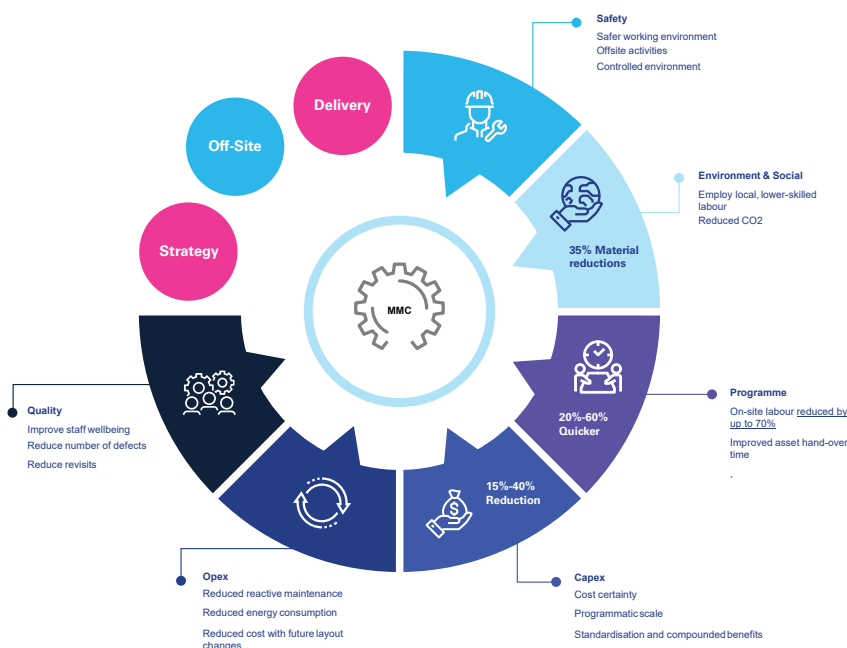 Safety
Safer working environment
Offsite activities
Controlled environment
Delivery
Off-Site
Strategy
Environment & Social
Employ local, lower-skilled
labour
Reduced CO2
35% Material
reductions
MMC
Programme
On-site labour reduced by
up to 70%
Improved asset hand-over
time
,
20%-60%
Quicker
Quality
Improve staff wellbeing
Reduce number of defects
Reduce revisits
15%-40%
Reduction
Opex
Reduced reactive maintenance
Reduced energy consumption
Reduced cost with future layout
changes
Capex
Cost certainty
Programmatic scale
Standardisation and compounded benefits
$